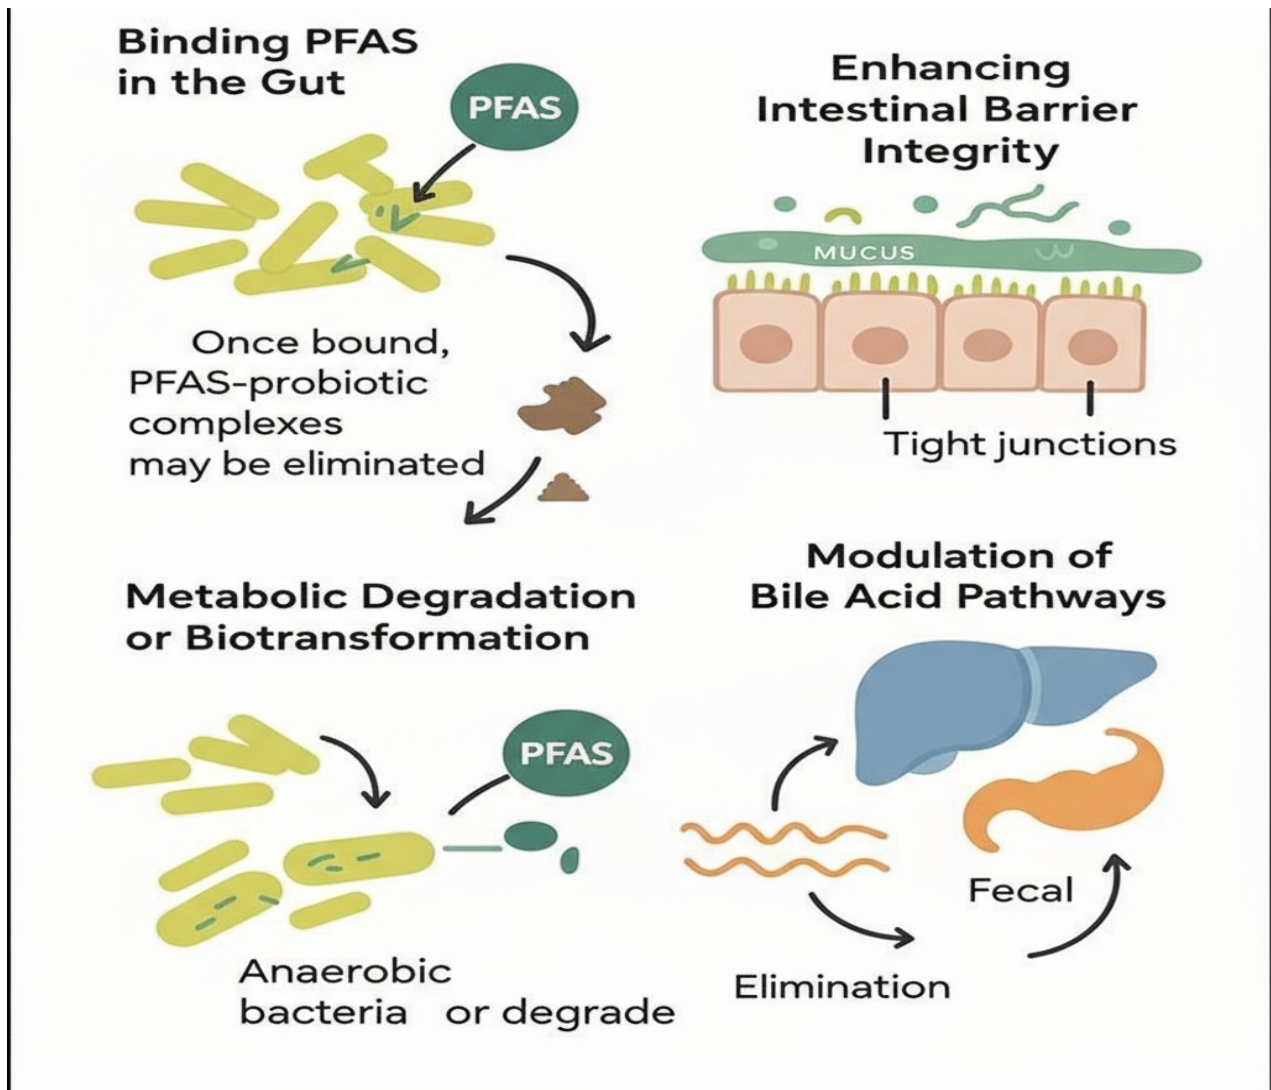 Binding PFAS
in the Gut
PFAS
Once bound,
PFAS-probiotic
complexes
may be eliminated
Enhancing
Intestinal Barrier
Integrity
MUCUS
Tight junctions
Metabolic Degradation
or Biotransformation
PFAS
Anaerobic
bacteria or degrade
Modulation of
Bile Acid Pathways
Fecal
Elimination